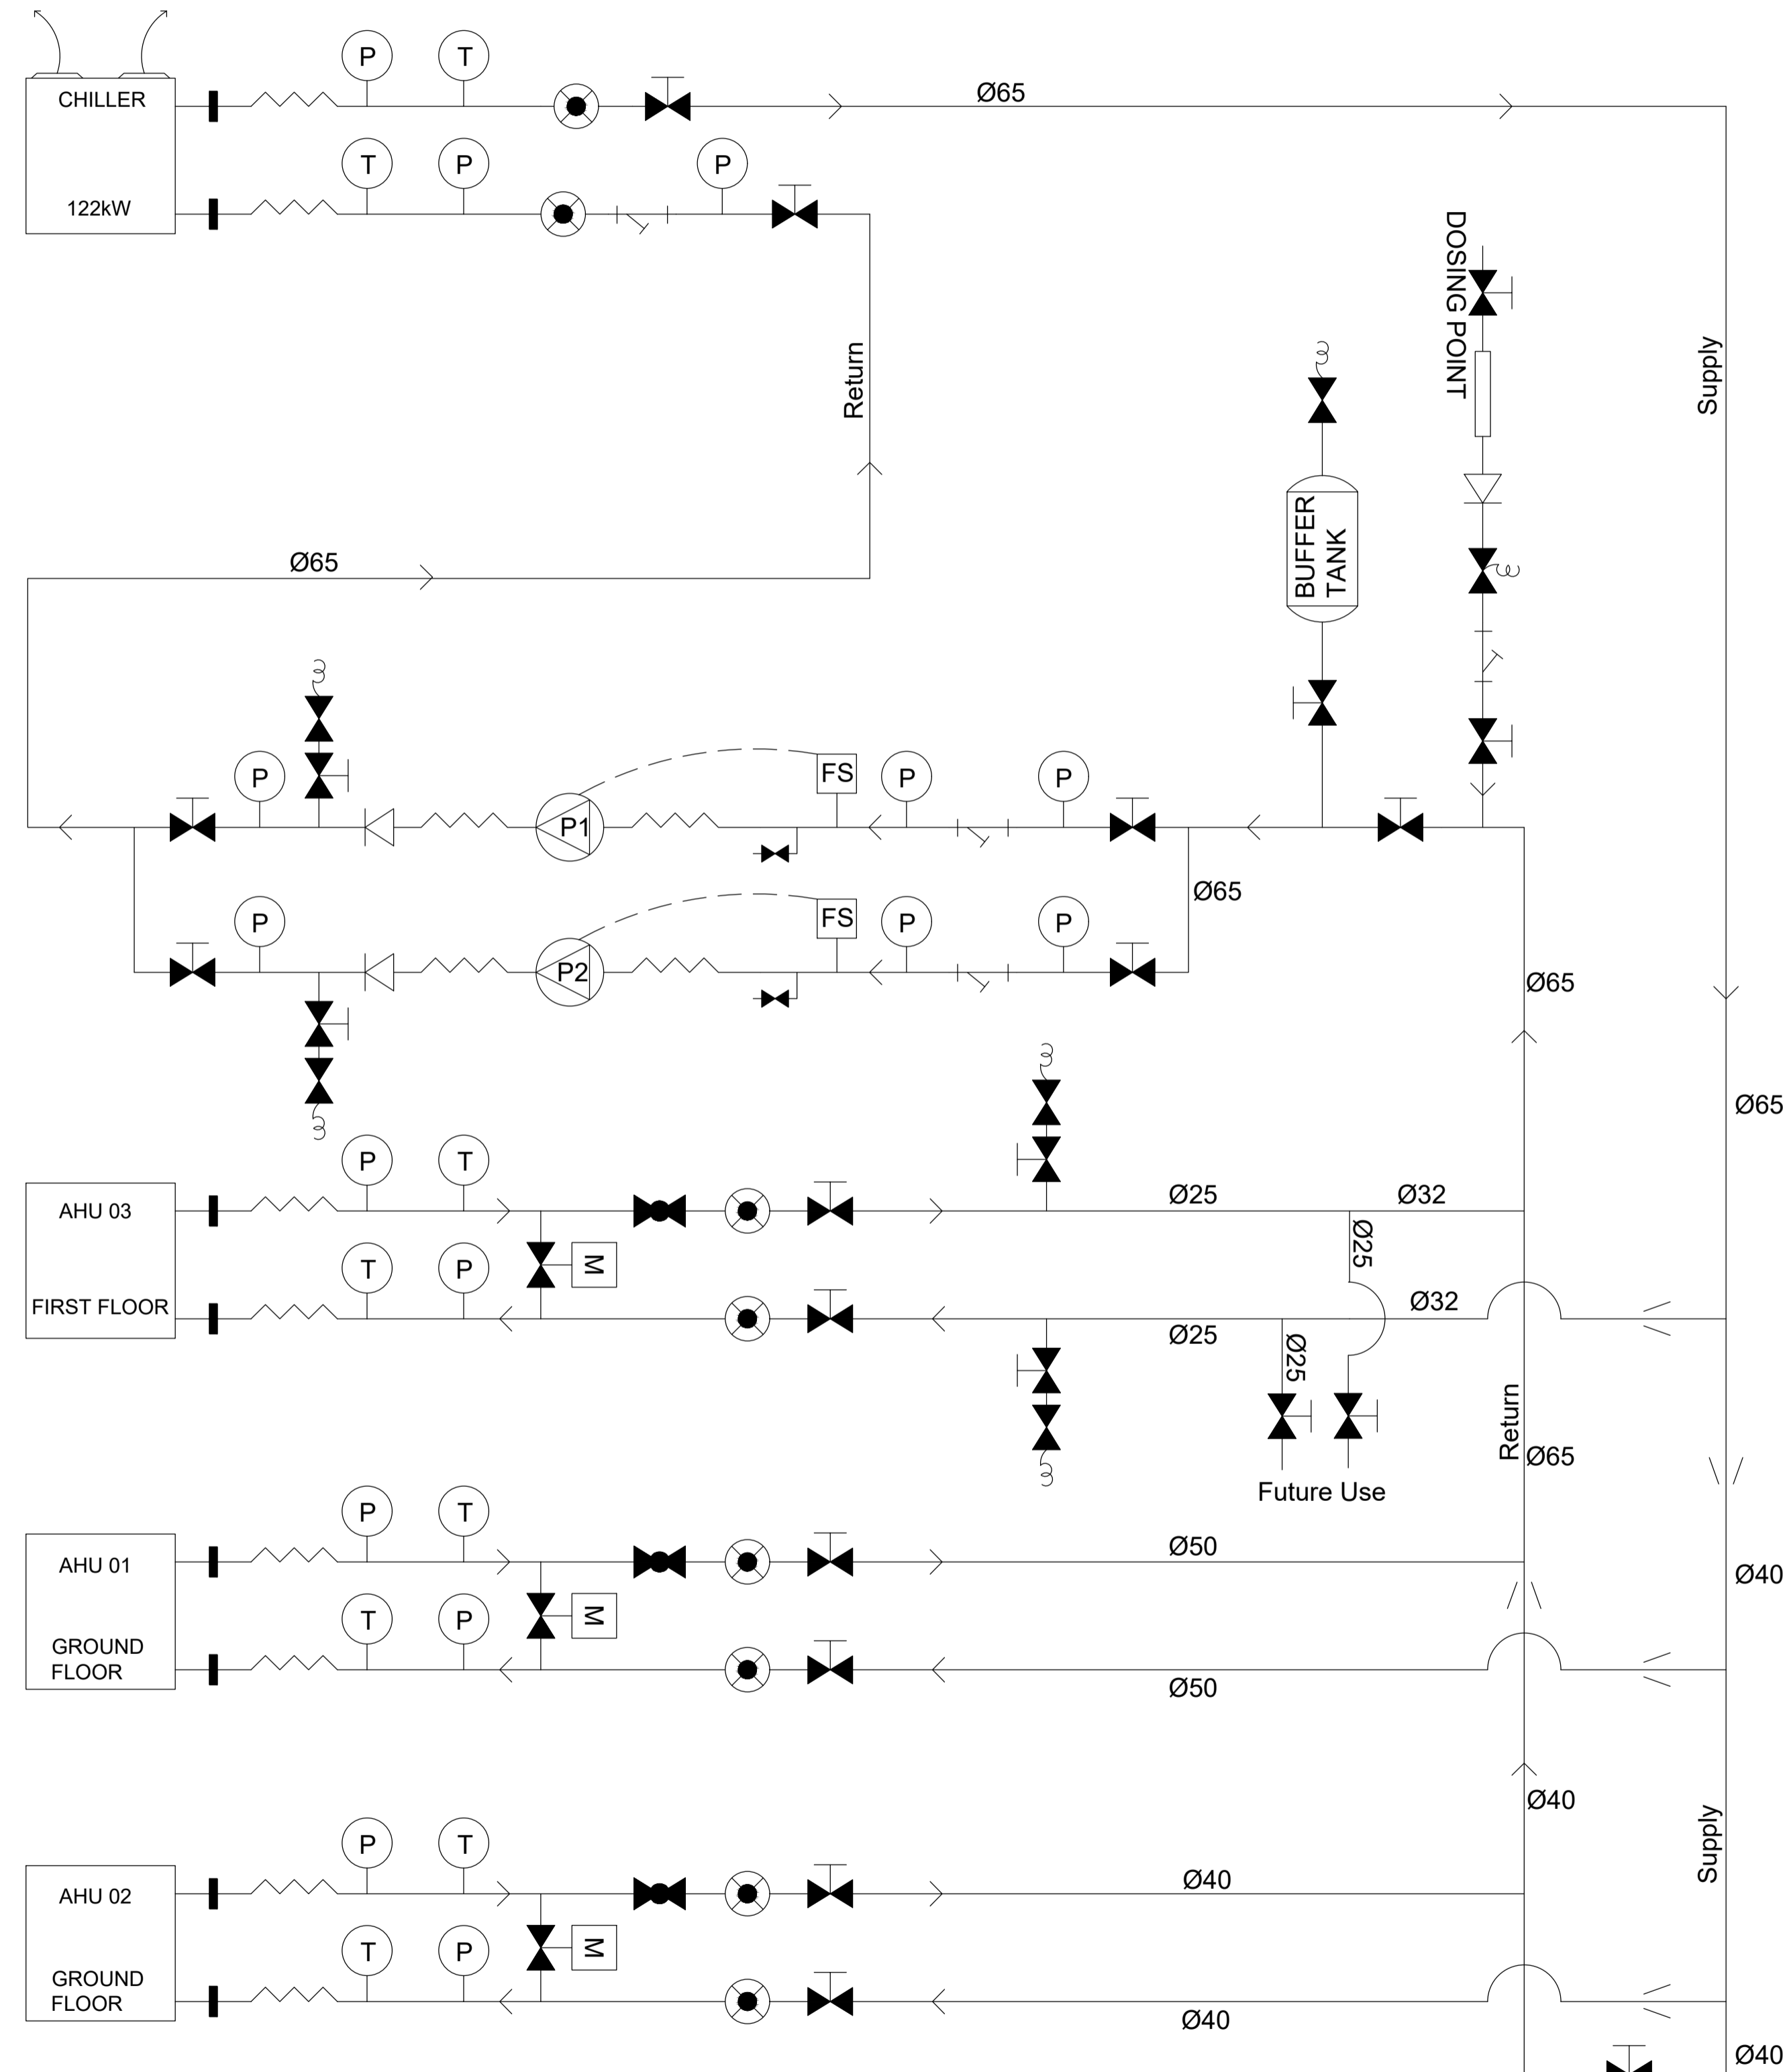 P
T
CHILLER
Ø65
T
P
P
122kW
DOSING POINT
Return
Supply
BUFFER
TANK
Ø65
P
P1
FS
P
P
Ø65
P
P2
FS
P
P
Ø65
Ø65
P
T
AHU 03
Ø25
Ø32
Ø25
T
P
M
FIRST FLOOR
Ø25
Ø32
Ø25
Return
Ø65
Future Use
P
T
AHU 01
Ø50
Ø40
T
P
M
GROUND
FLOOR
Ø50
Ø40
P
T
AHU 02
Ø40
Supply
T
P
M
GROUND
FLOOR
Ø40
Ø40